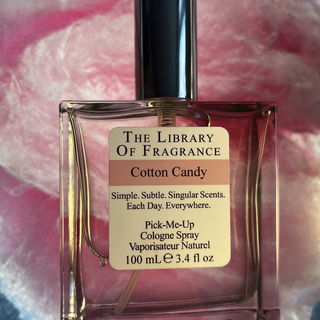 The Library
Of Fragrance
Cotton Candy
Simple. Subtle. Singular Scents.
Each Day. Everywhere.
Pick-Me-Up
Cologne Spray
Vaporisateur Naturel
100 mL ℮ 3.4 fl oz